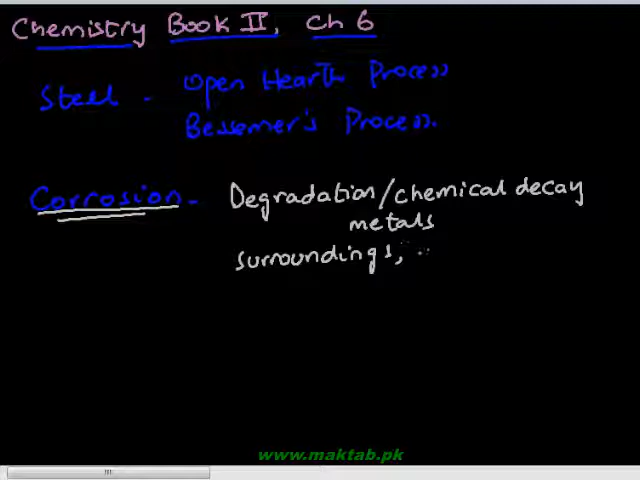 Chemistry Book II, Ch 6
Steel - Open Hearth Process
Bessemer's Process.
Corrosion - Degradation/chemical decay
metals
surroundings,
www.maktab.pk